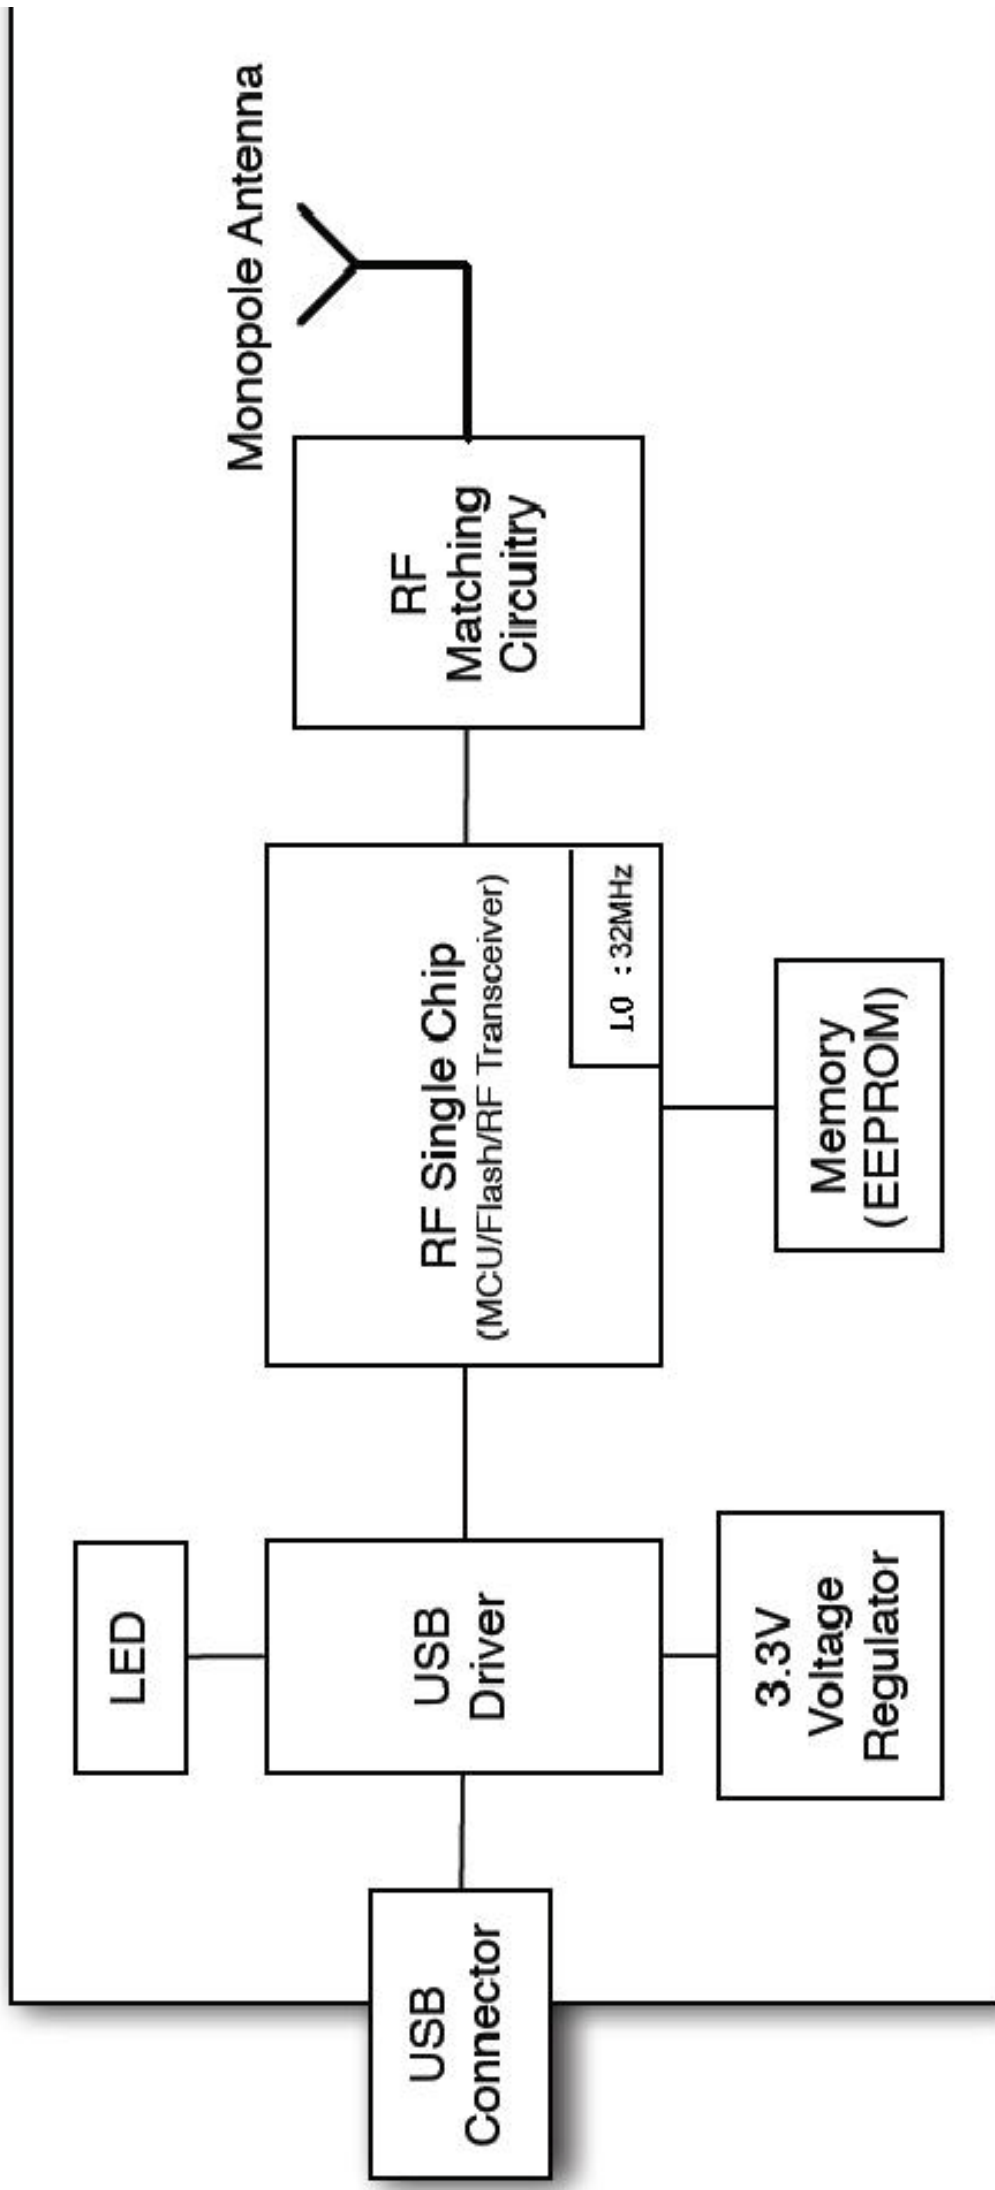 Monopole Antenna
LED
USB
Connector
USB
Driver
RF Single Chip
(MCU/Flash/RF Transceiver)
LO : 32MHz
RF
Matching
Circuitry
3.3V
Voltage
Regulator
Memory
(EEPROM)